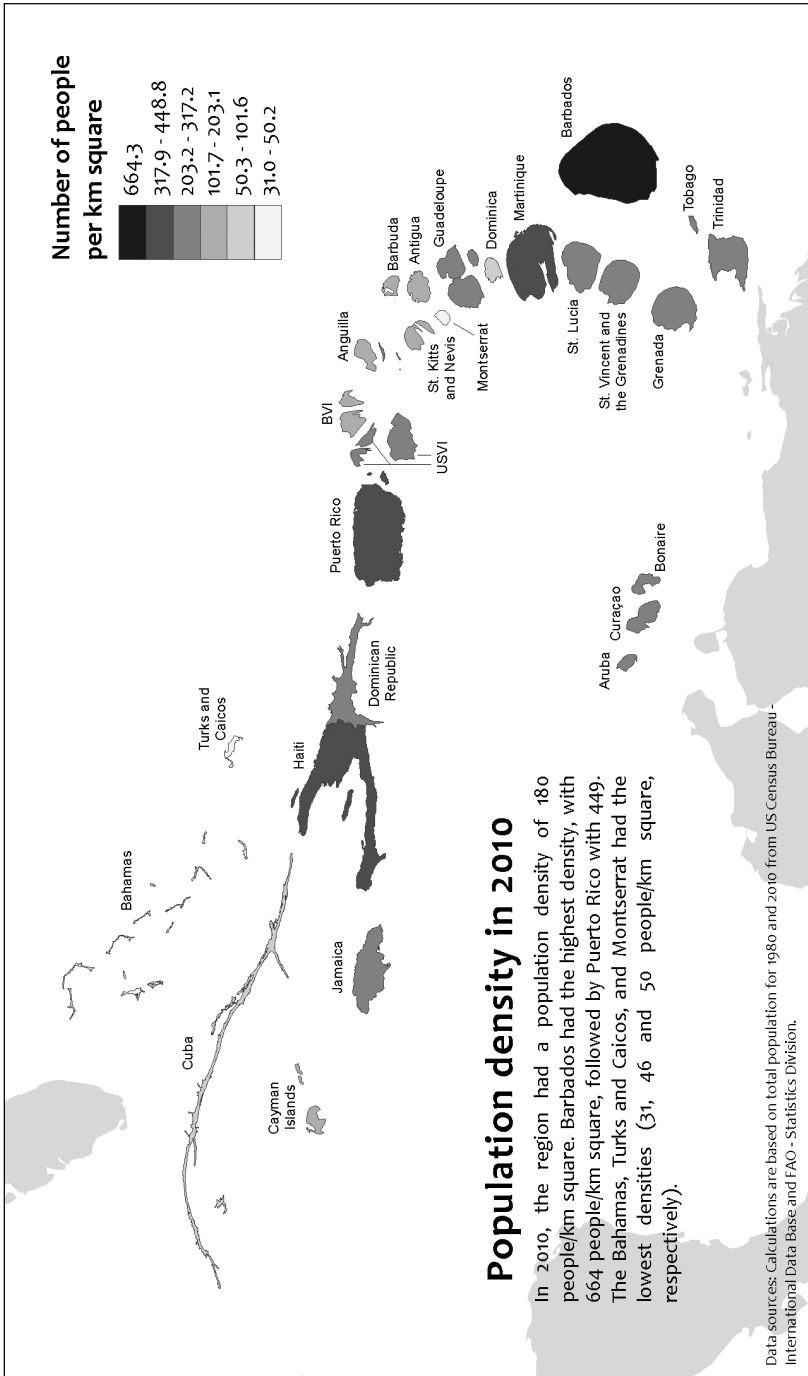 Number of people
per km square
664.3
317.9 - 448.8
203.2 - 317.2
101.7 - 203.1
50.3 - 101.6
31.0 - 50.2
Bahamas
Turks and
Caicos
Cuba
Cayman
Islands
Jamaica
Haiti
Dominican
Republic
Puerto Rico
BVI
USVI
Anguilla
St. Kitts
and Nevis
Montserrat
Barbuda
Antigua
Guadeloupe
Dominica
Martinique
St. Lucia
Barbados
St. Vincent and
the Grenadines
Grenada
Tobago
Trinidad
Aruba
Curaçao
Bonaire
Population density in 2010
In 2010, the region had a population density of 180
people/km square. Barbados had the highest density, with
664 people/km square, followed by Puerto Rico with 449.
The Bahamas, Turks and Caicos, and Montserrat had the
lowest densities (31, 46 and 50 people/km square,
respectively).
Data sources: Calculations are based on total population for 1980 and 2010 from US Census Bureau -
International Data Base and FAO - Statistics Division.